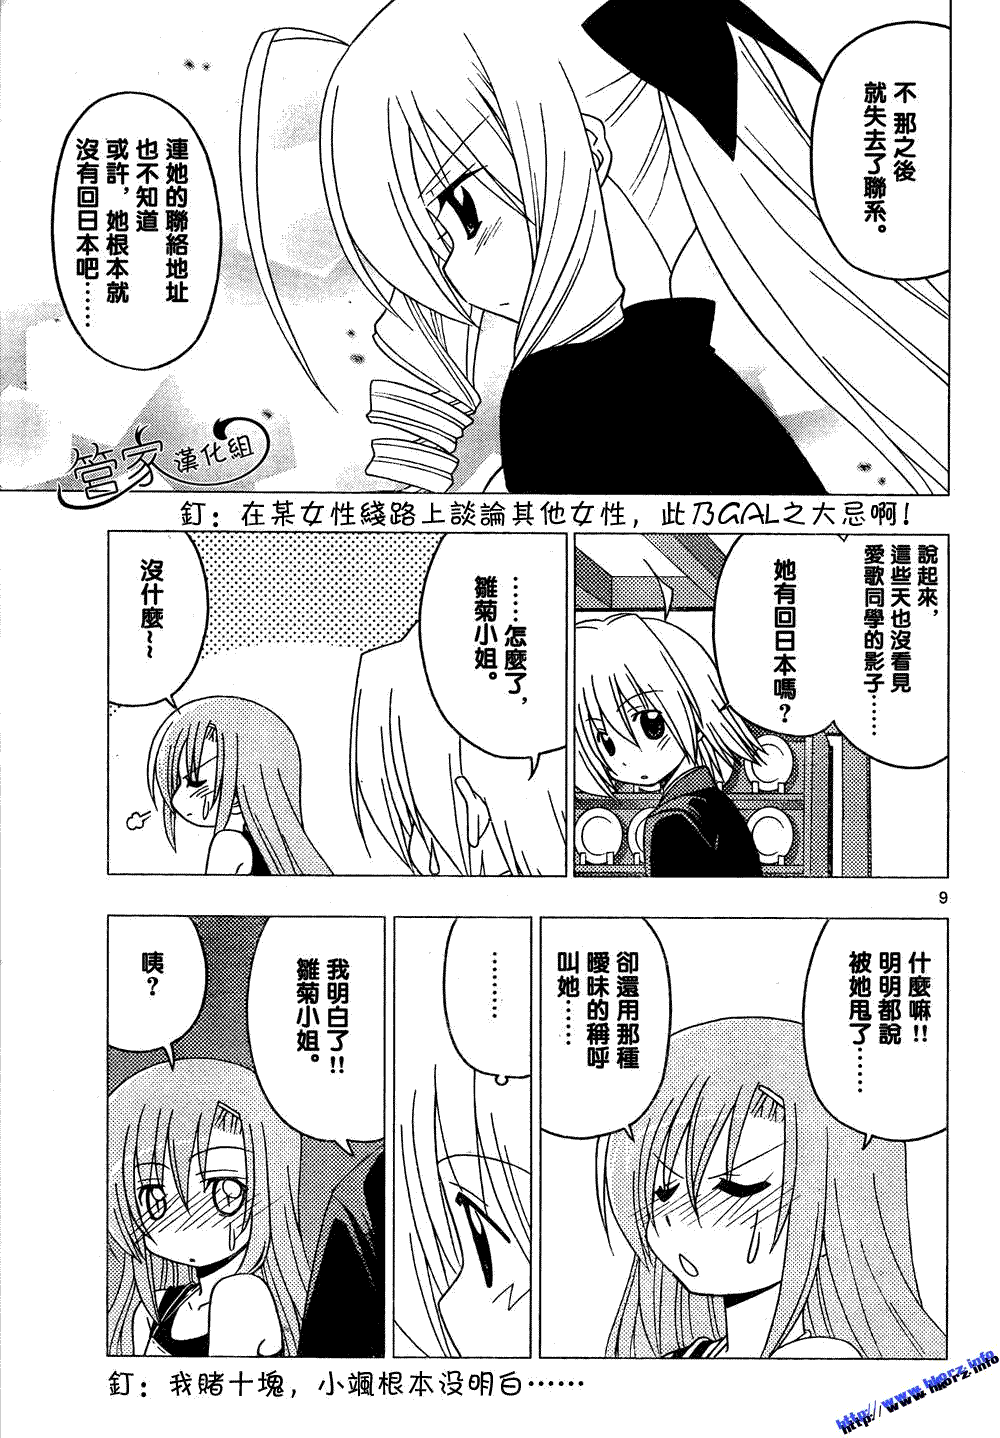 不 那之後
就失去了聯系。
連她的聯絡地址
也不知道
或許，她根本就
沒有回日本吧……
管家漢化組
釘：在某女性綫路上談論其他女性，此乃GAL之大忌啊！
說起來，
這些天也沒看見
愛歌同學的影子……
她有回日本嗎？
……怎麼了，
雛菊小姐。
沒什麼~~
9
什麼嘛!!
明明都說
被她甩了……
卻還用那種
曖昧的稱呼
叫她……
………
我明白了!!
雛菊小姐。
咦？
釘：我賭十塊，小颯根本没明白……
http://www.hkorz.info